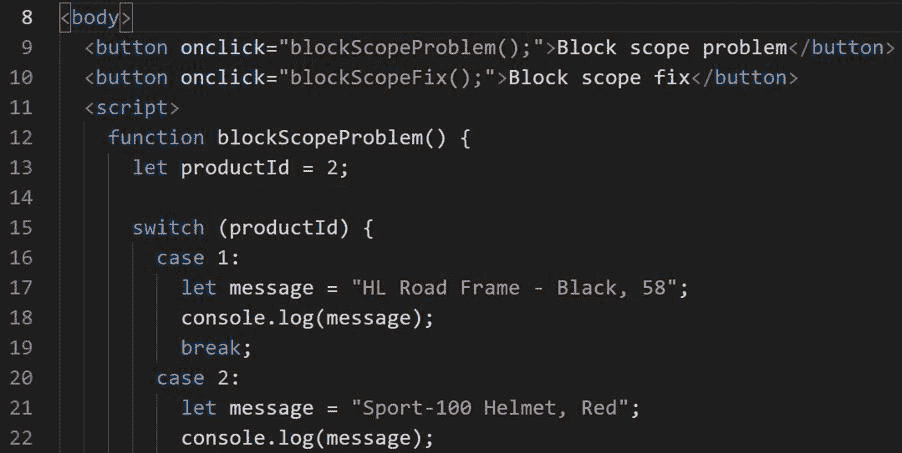 8 <body>
9 <button onclick="blockScopeProblem();">Block scope problem</button>
10 <button onclick="blockScopeFix();">Block scope fix</button>
11 <script>
12 function blockScopeProblem() {
13 let productId = 2;
14
15 switch (productId) {
16 case 1:
17 let message = "HL Road Frame - Black, 58";
18 console.log(message);
19 break;
20 case 2:
21 let message = "Sport-100 Helmet, Red";
22 console.log(message);